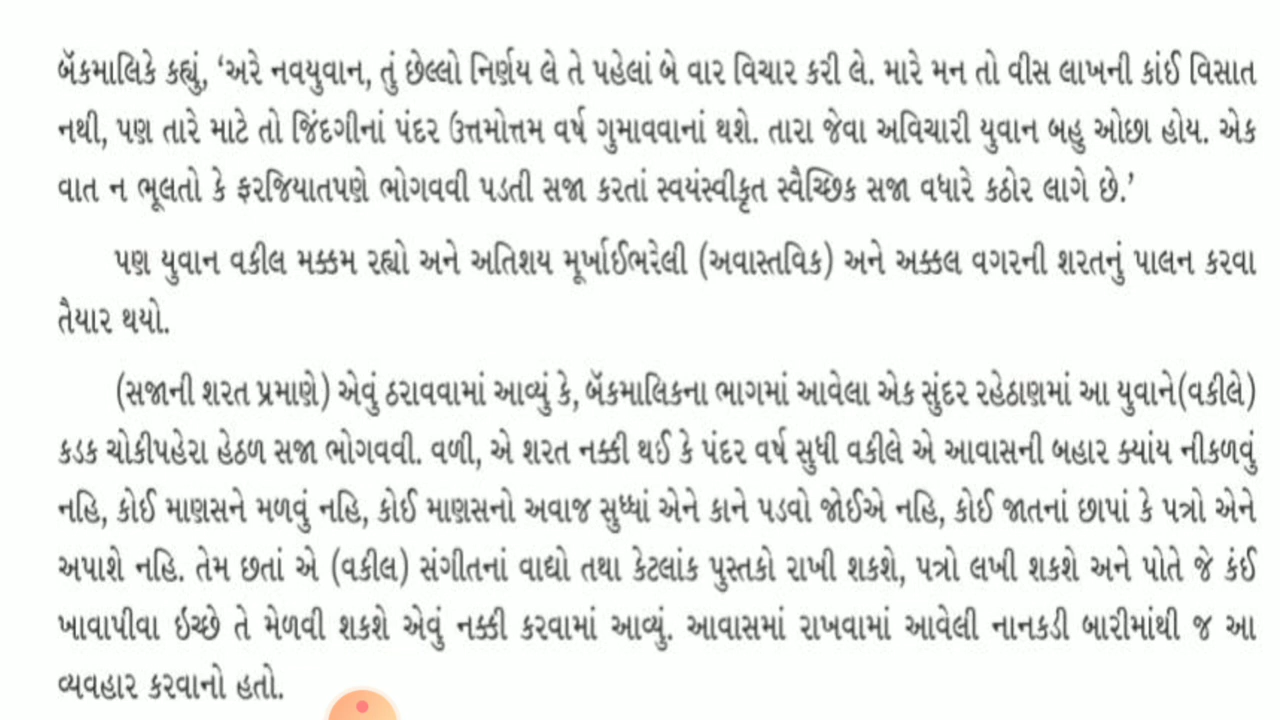 બૅંકમાલિકે કહ્યું, ‘અરે નવયુવાન, તું છેલ્લો નિર્ણય લે તે પહેલાં બે વાર વિચાર કરી લે. મારે મન તો વીસ લાખની કાંઈ વિસાત
નથી, પણ તારે માટે તો જિંદગીનાં પંદર ઉત્તમોત્તમ વર્ષ ગુમાવવાનાં થશે. તારા જેવા અવિચારી યુવાન બહુ ઓછા હોય. એક
વાત ન ભૂલતો કે ફરજિયાતપણે ભોગવવી પડતી સજા કરતાં સ્વયંસ્વીકૃત સ્વૈચ્છિક સજા વધારે કઠોર લાગે છે.’
પણ યુવાન વકીલ મક્કમ રહ્યો અને અતિશય મૂર્ખાઈભરેલી (અવાસ્તવિક) અને અક્કલ વગરની શરતનું પાલન કરવા
તૈયાર થયો.
(સજાની શરત પ્રમાણે) એવું ઠરાવવામાં આવ્યું કે, બૅંકમાલિકના ભાગમાં આવેલા એક સુંદર રહેઠાણમાં આ યુવાને(વકીલે)
કડક ચોકીપહેરા હેઠળ સજા ભોગવવી. વળી, એ શરત નક્કી થઈ કે પંદર વર્ષ સુધી વકીલે એ આવાસની બહાર ક્યાંય નીકળવું
નહિ, કોઈ માણસને મળવું નહિ, કોઈ માણસનો અવાજ સુધ્ધાં એને કાને પડવો જોઈએ નહિ, કોઈ જાતનાં છાપાં કે પત્રો એને
અપાશે નહિ. તેમ છતાં એ (વકીલ) સંગીતનાં વાદ્યો તથા કેટલાંક પુસ્તકો રાખી શકશે, પત્રો લખી શકશે અને પોતે જે કંઈ
ખાવાપીવા ઇચ્છે તે મેળવી શકશે એવું નક્કી કરવામાં આવ્યું. આવાસમાં રાખવામાં આવેલી નાનકડી બારીમાંથી જ આ
વ્યવહાર કરવાનો હતો.